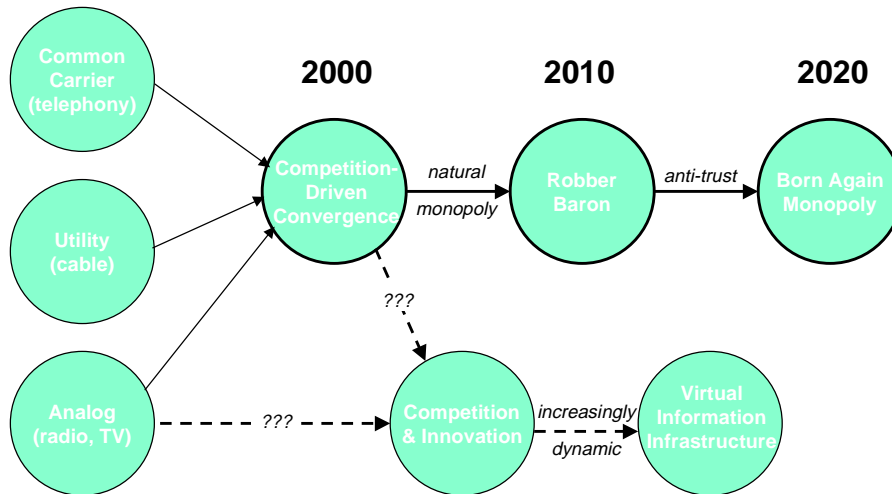 Common
Carrier
(telephony)
Utility
(cable)
Analog
(radio, TV)
2000
2010
2020
Competition-
Driven
Convergence
natural
monopoly
Robber
Baron
anti-trust
Born Again
Monopoly
???
???
Competition
& Innovation
increasingly
dynamic
Virtual
Information
Infrastructure